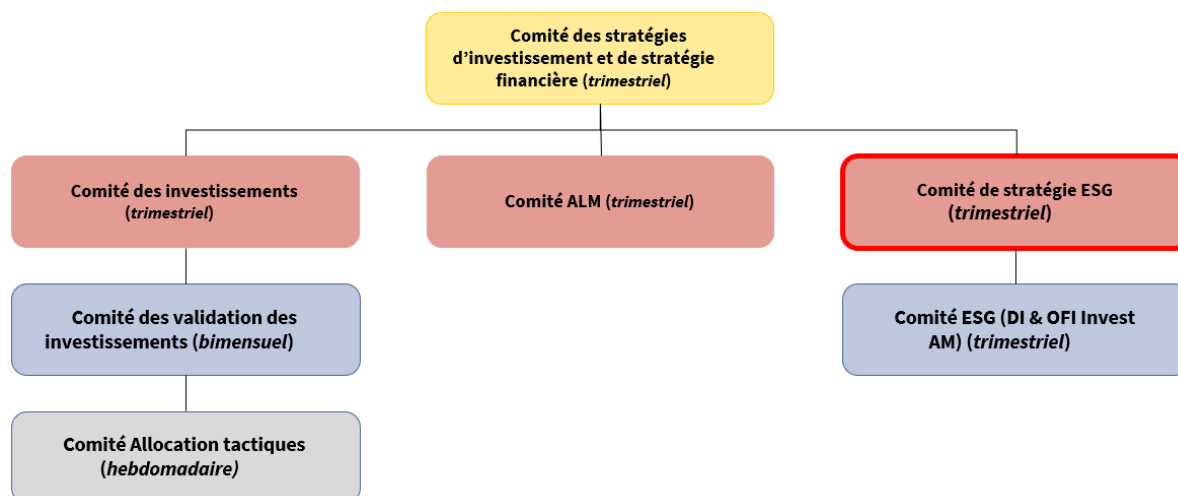 Comité des stratégies
d’investissement et de stratégie
financière (trimestriel)
Comité des investissements
(trimestriel)
Comité ALM (trimestriel)
Comité de stratégie ESG
(trimestriel)
Comité des validation des
investissements (bimensuel)
Comité ESG (DI & OFI Invest
AM) (trimestriel)
Comité Allocation tactiques
(hebdomadaire)